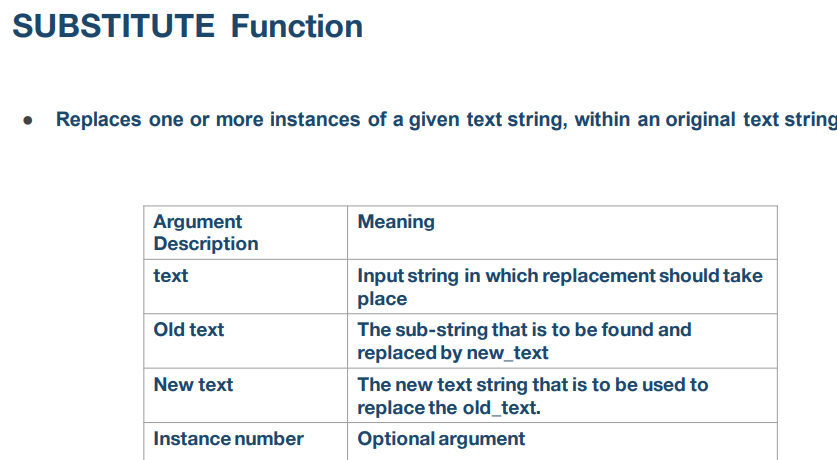 SUBSTITUTE Function
● Replaces one or more instances of a given text string, within an original text string
Argument
Description
Meaning
text
Input string in which replacement should take
place
Old text
The sub-string that is to be found and
replaced by new_text
New text
The new text string that is to be used to
replace the old_text.
Instance number
Optional argument